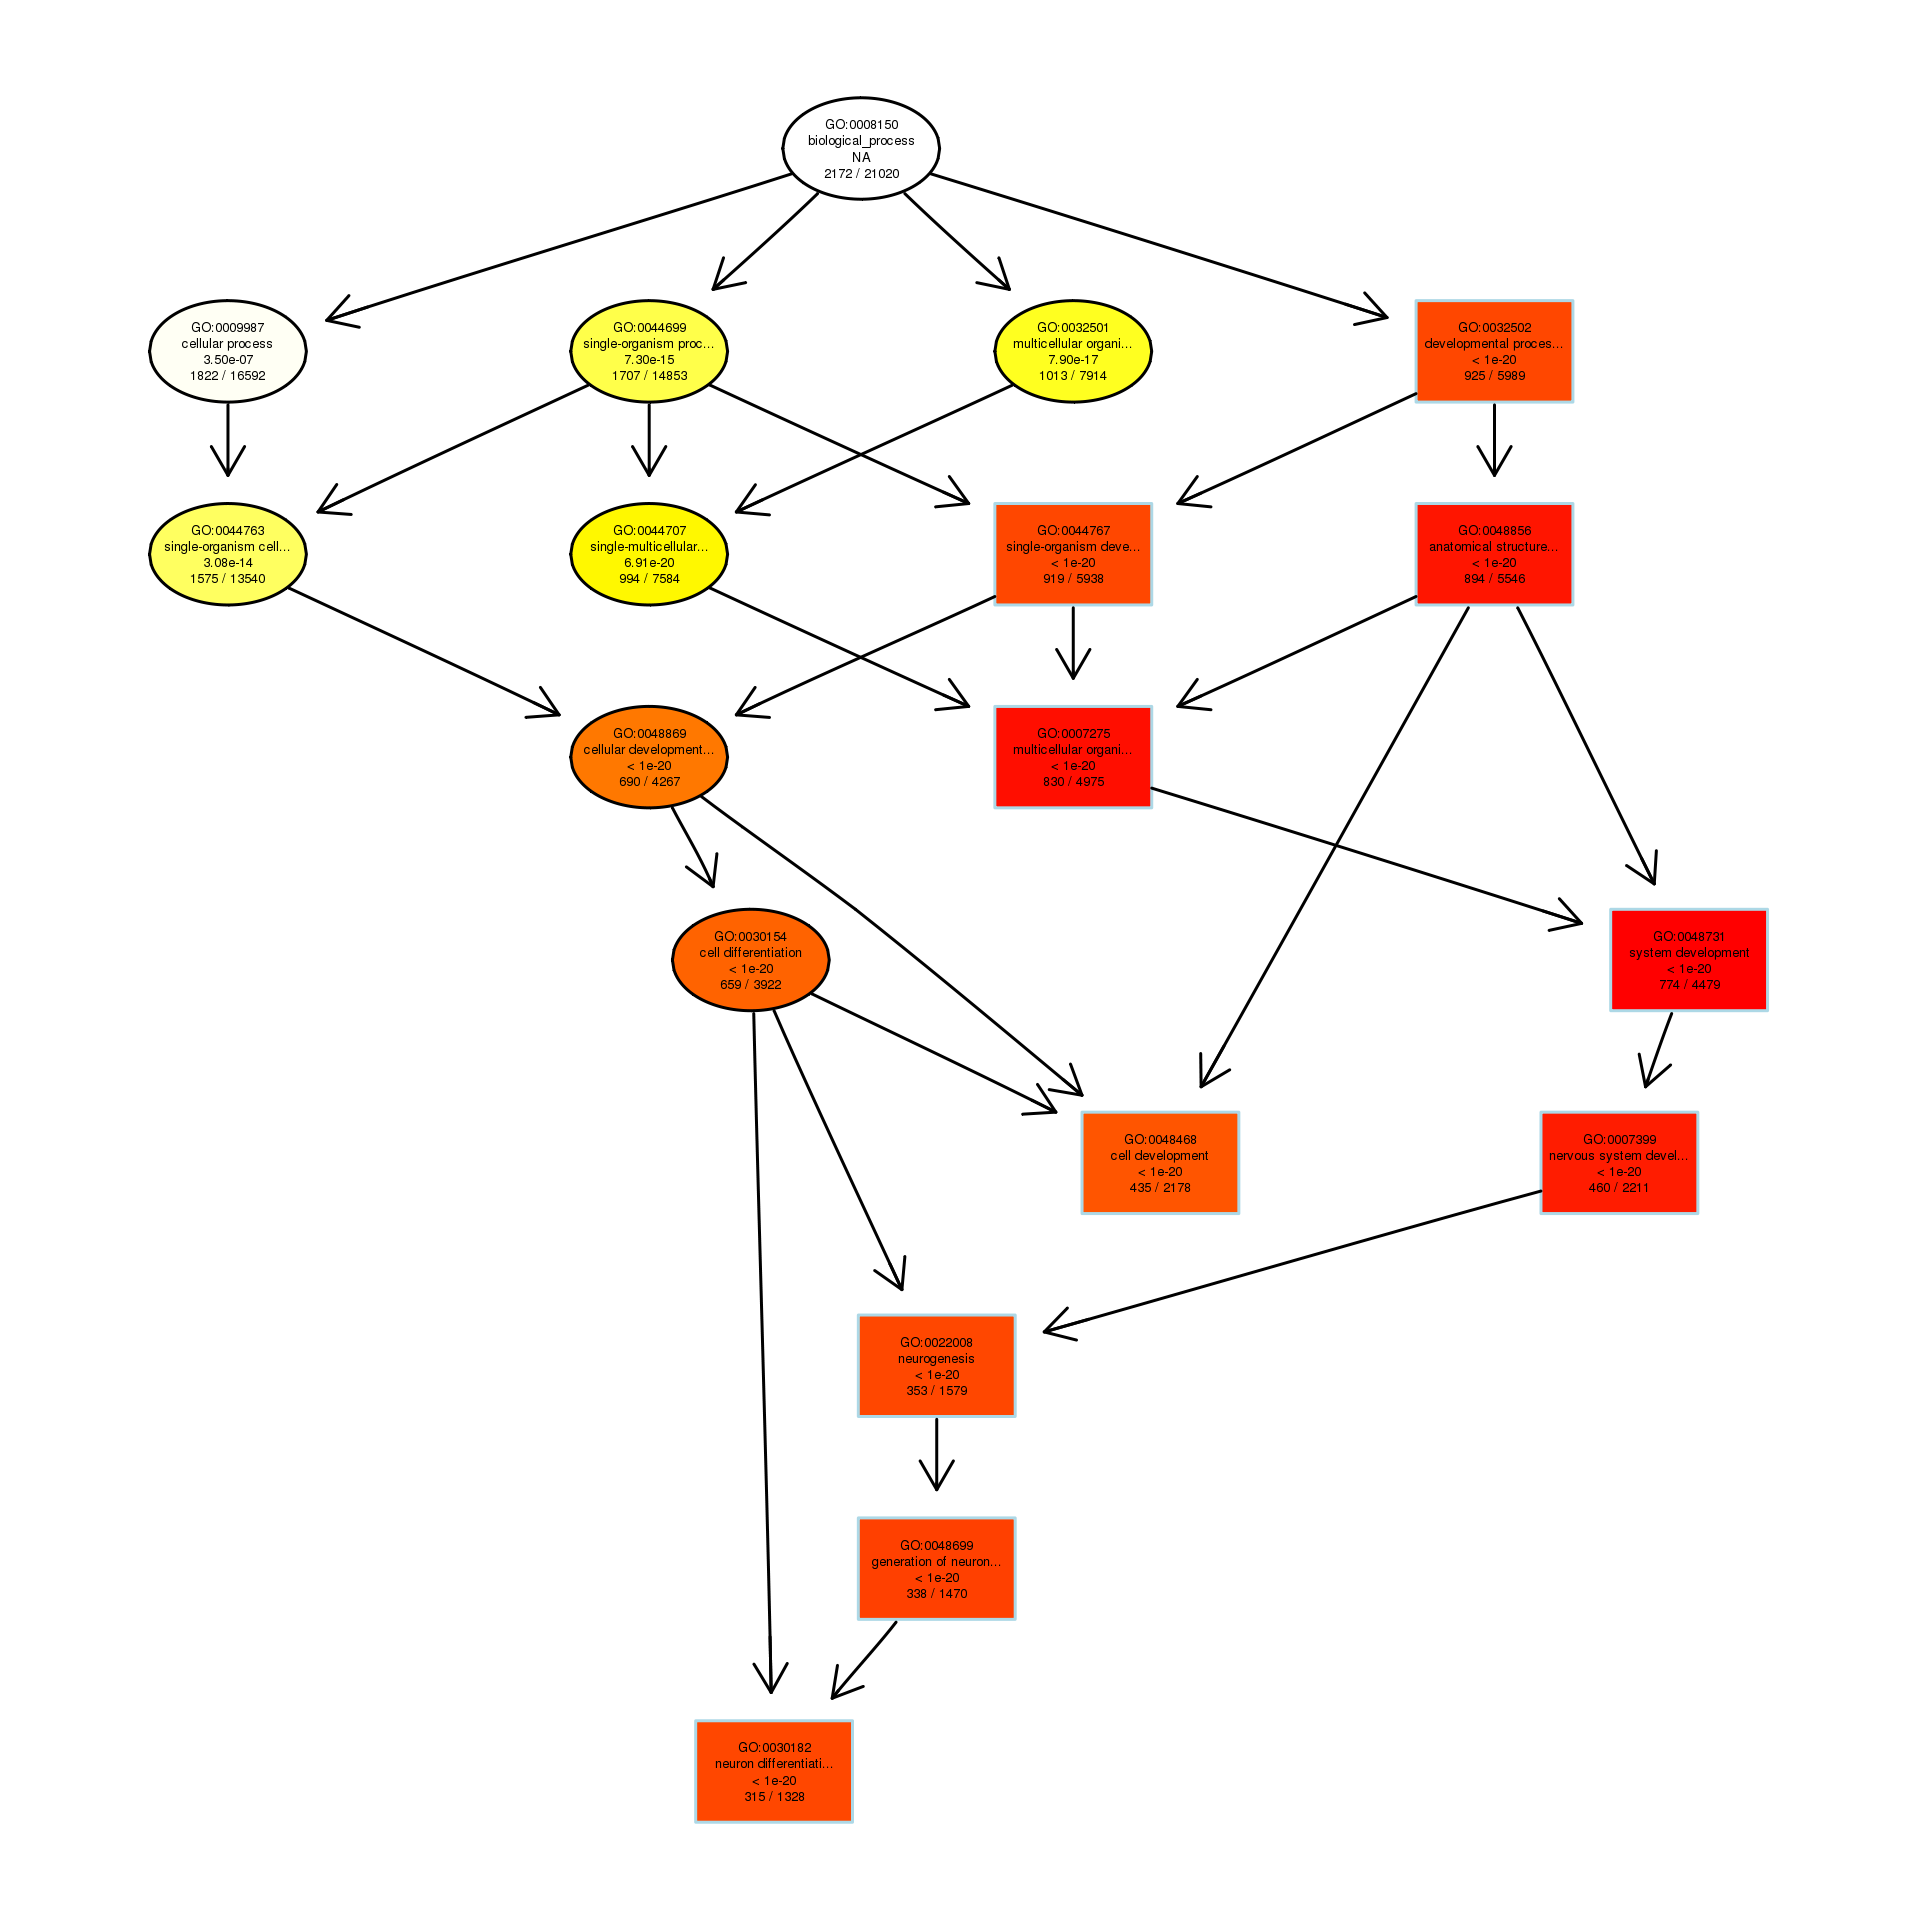 GO:0008150
biological_process
NA
2172 / 21020
GO:0009987
cellular process
3.50e-07
1822 / 16592
GO:0044699
single-organism proc...
7.30e-15
1707 / 14853
GO:0032501
multicellular organi...
7.90e-17
1013 / 7914
GO:0032502
developmental proces...
< 1e-20
925 / 5989
GO:0044763
single-organism cell...
3.08e-14
1575 / 13540
GO:0044707
single-multicellular...
6.91e-20
994 / 7584
GO:0044767
single-organism deve...
< 1e-20
919 / 5938
GO:0048856
anatomical structure...
< 1e-20
894 / 5546
GO:0048869
cellular development...
< 1e-20
690 / 4267
GO:0007275
multicellular organi...
< 1e-20
830 / 4975
GO:0030154
cell differentiation
< 1e-20
659 / 3922
GO:0048731
system development
< 1e-20
774 / 4479
GO:0048468
cell development
< 1e-20
435 / 2178
GO:0007399
nervous system devel...
< 1e-20
460 / 2211
GO:0022008
neurogenesis
< 1e-20
353 / 1579
GO:0048699
generation of neuron...
< 1e-20
338 / 1470
GO:0030182
neuron differentiati...
< 1e-20
315 / 1328